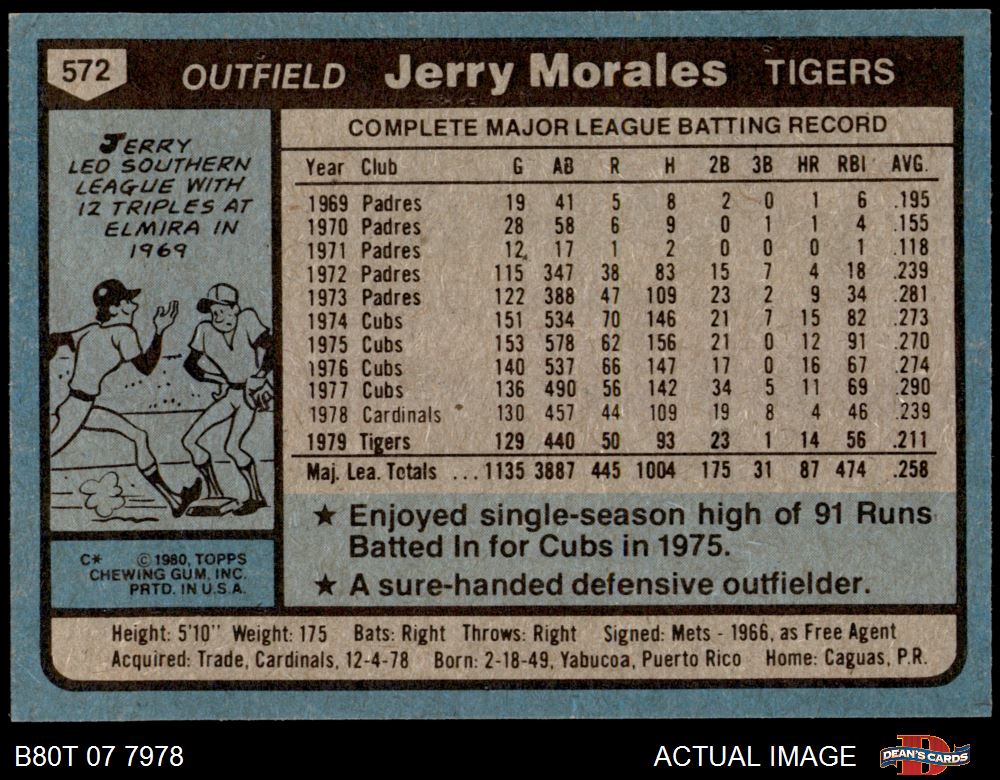 572 OUTFIELD Jerry Morales TIGERS
JERRY
LED SOUTHERN
LEAGUE WITH
12 TRIPLES AT
ELMIRA IN
1969
COMPLETE MAJOR LEAGUE BATTING RECORD
Year Club G AB R H 2B 3B HR RBI AVG.
1969 Padres 19 41 5 8 2 0 1 6 .195
1970 Padres 28 58 6 9 0 1 1 4 .155
1971 Padres 12 17 1 2 0 0 0 1 .118
1972 Padres 115 347 38 83 15 7 4 18 .239
1973 Padres 122 388 47 109 23 2 9 34 .281
1974 Cubs 151 534 70 146 21 7 15 82 .273
1975 Cubs 153 578 62 156 21 0 12 91 .270
1976 Cubs 140 537 66 147 17 0 16 67 .274
1977 Cubs 136 490 56 142 34 5 11 69 .290
1978 Cardinals 130 457 44 109 19 8 4 46 .239
1979 Tigers 129 440 50 93 23 1 14 56 .211
Maj. Lea. Totals ... 1135 3887 445 1004 175 31 87 474 .258
★ Enjoyed single-season high of 91 Runs
Batted In for Cubs in 1975.
★ A sure-handed defensive outfielder.
C* © 1980, TOPPS
CHEWING GUM, INC.
PRTD. IN U.S.A.
Height: 5'10" Weight: 175 Bats: Right Throws: Right Signed: Mets - 1966, as Free Agent
Acquired: Trade, Cardinals, 12-4-78 Born: 2-18-49, Yabucoa, Puerto Rico Home: Caguas, P.R.
B80T 07 7978 ACTUAL IMAGE DEAN'S CARDS